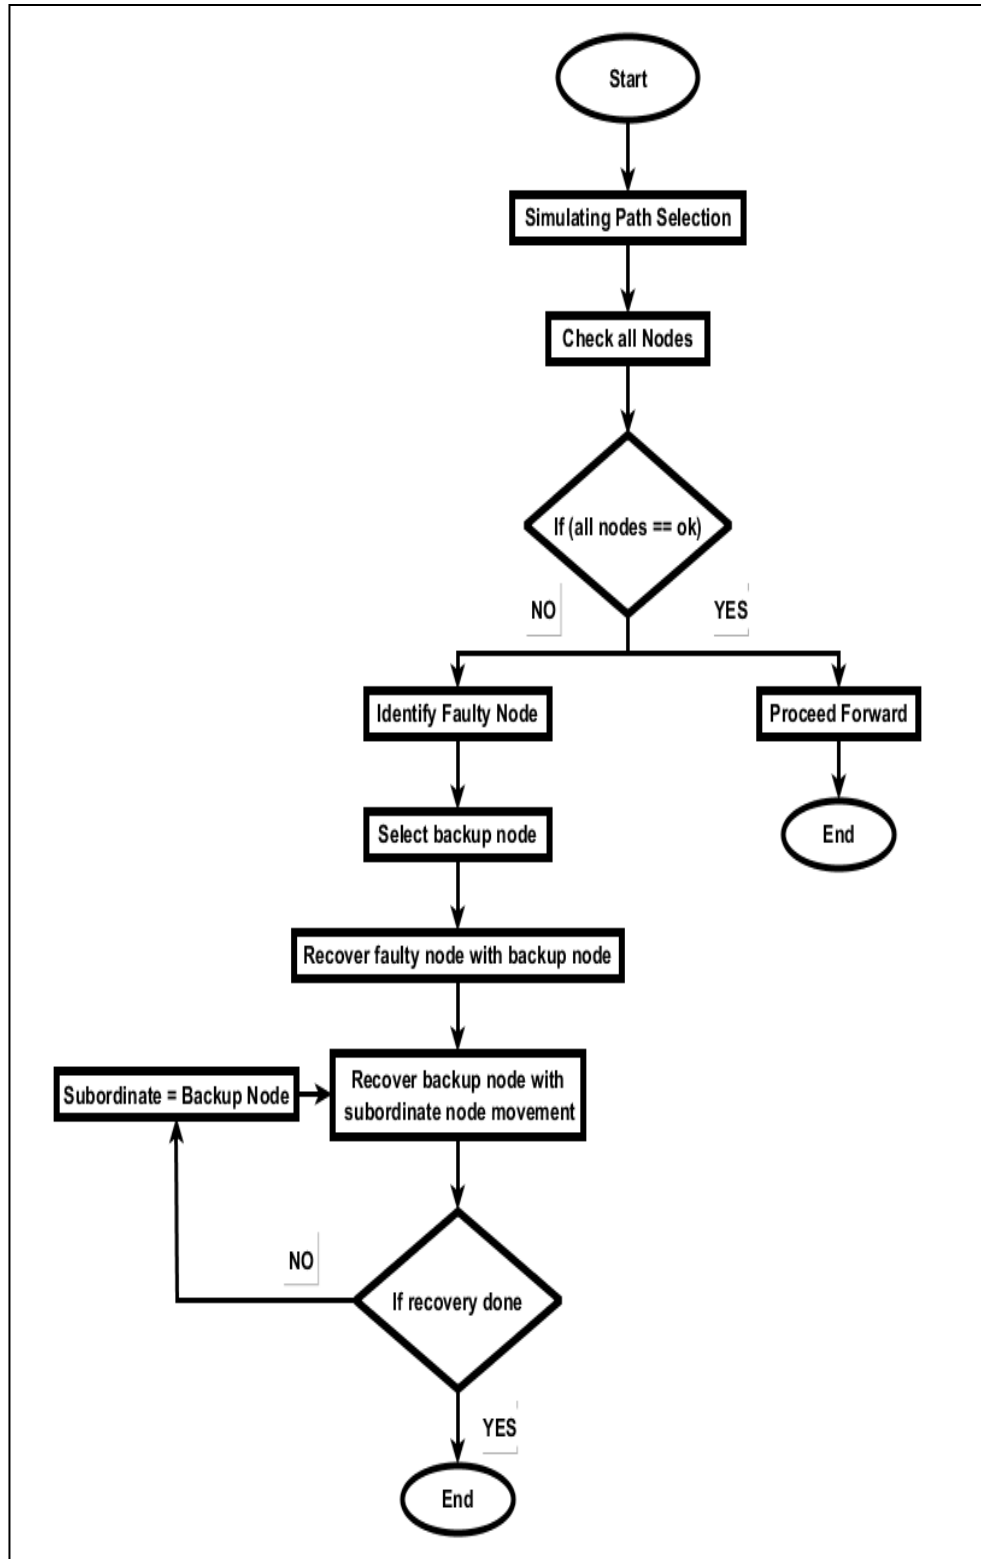 Start
Simulating Path Selection
Check all Nodes
If (all nodes == ok)
NO
YES
Identify Faulty Node
Proceed Forward
Select backup node
End
Recover faulty node with backup node
Subordinate = Backup Node
Recover backup node with
subordinate node movement
NO
If recovery done
YES
End